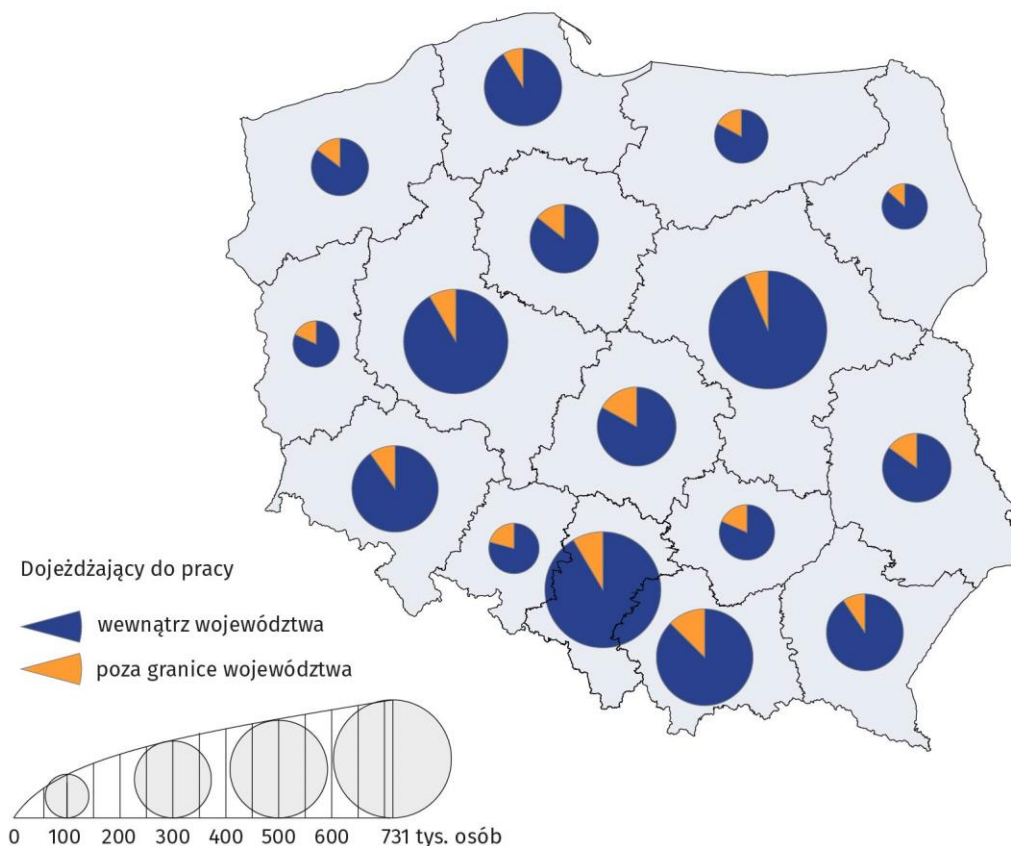 Dojeżdżający do pracy
wewnątrz województwa
poza granice województwa
0 100 200 300 400 500 600 731 tys. osób